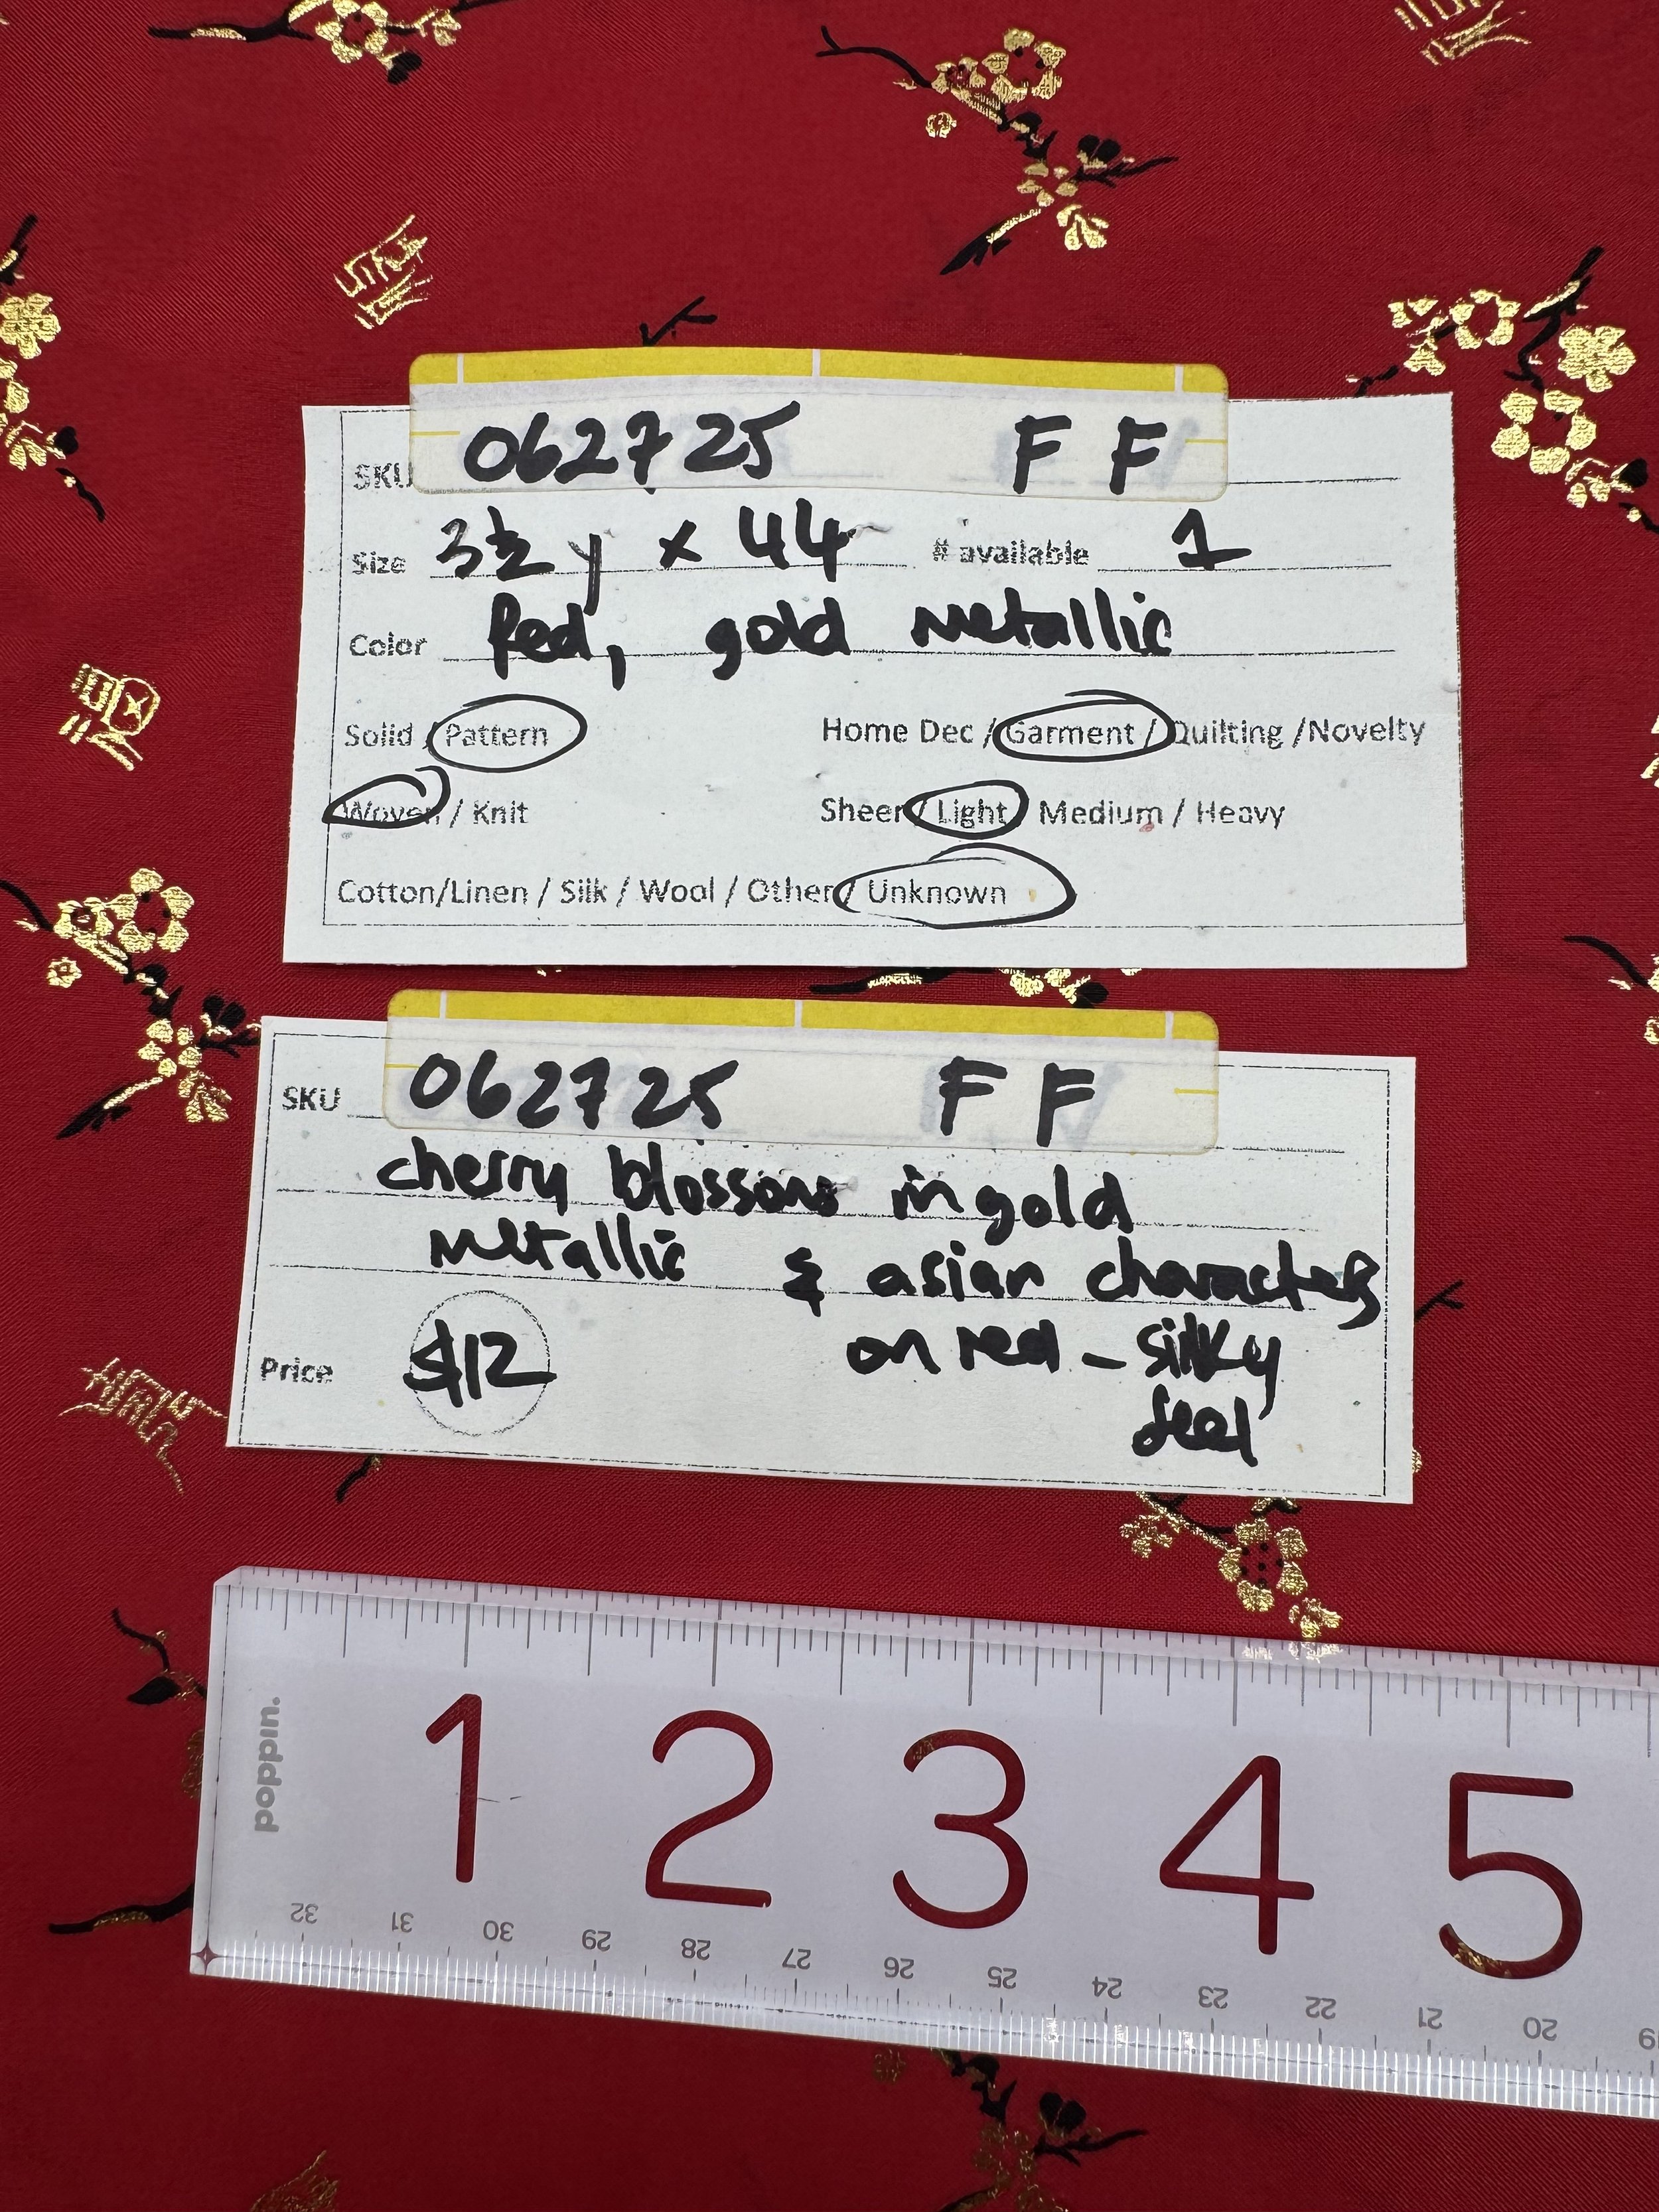 SKU 062725 FF
Size 3½ y x 44 # available 1
Color Red, gold metallic
Solid / Pattern Home Dec / Garment / Quilting /Novelty
Woven / Knit Sheer / Light / Medium / Heavy
Cotton/Linen / Silk / Wool / Other / Unknown
SKU 062725 FF
cherry blossoms in gold
metallic & asian characters
on red - silky
Price $12
feel
poppin.
1 2 3 4 5
32 31 30 29 28 27 26 25 24 23 22 21 20